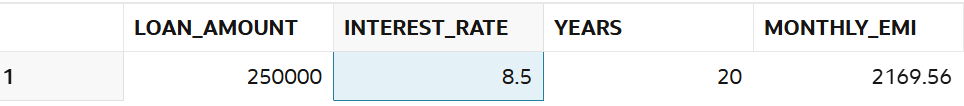 LOAN_AMOUNT INTEREST_RATE YEARS MONTHLY_EMI
1 250000 8.5 20 2169.56